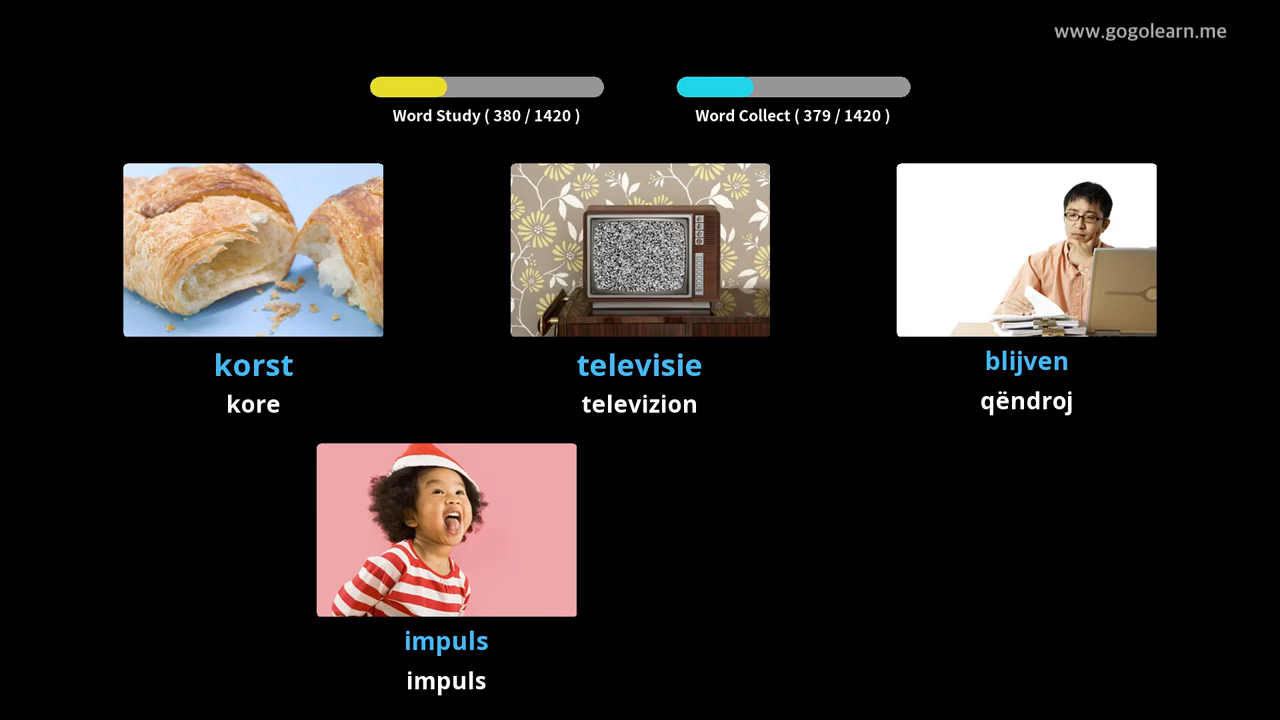 www.gogolearn.me
Word Study ( 380 / 1420 )
Word Collect ( 379 / 1420 )
korst
kore
televisie
televizion
blijven
qëndroj
impuls
impuls